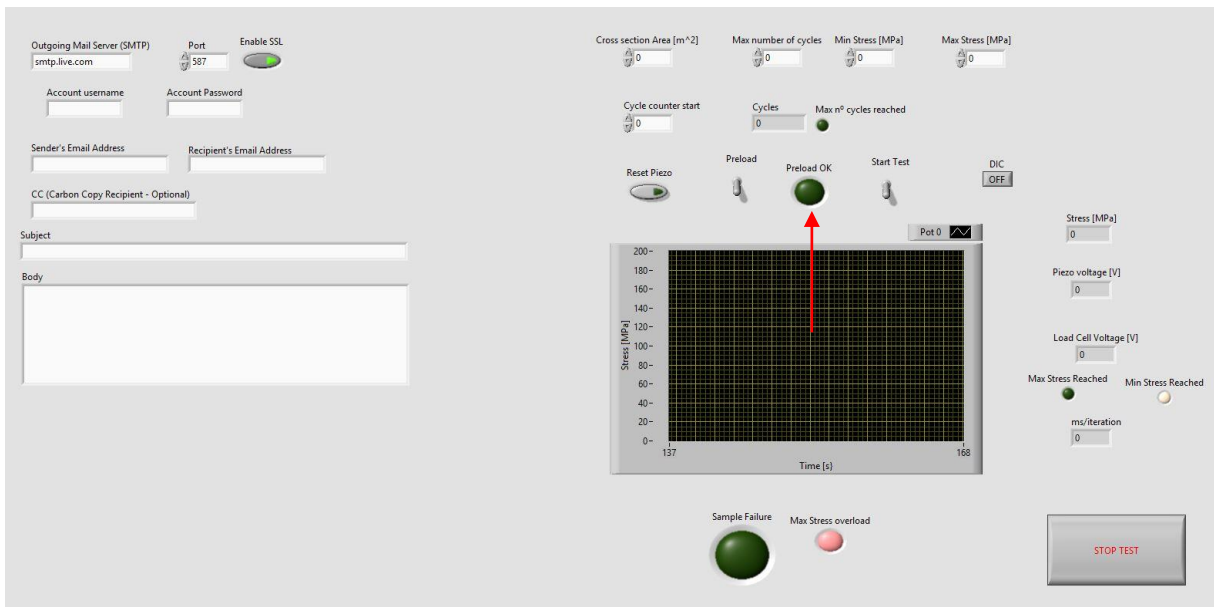 Outgoing Mail Server (SMTP)
smtp.live.com
Port
587
Enable SSL
Account username
Account Password
Sender's Email Address
Recipient's Email Address
CC (Carbon Copy Recipient - Optional)
Subject
Body
Cross section Area [m^2]
0
Max number of cycles
0
Min Stress [MPa]
0
Max Stress [MPa]
0
Cycle counter start
0
Cycles
0
Max nº cycles reached
Reset Piezo
Preload
Preload OK
Start Test
DIC
OFF
Pot 0
Stress [MPa]
200
180
160
140
120
100
80
60
40
20
0
137
168
Time [s]
Stress [MPa]
0
Piezo voltage [V]
0
Load Cell Voltage [V]
0
Max Stress Reached
Min Stress Reached
ms/iteration
0
Sample Failure
Max Stress overload
STOP TEST